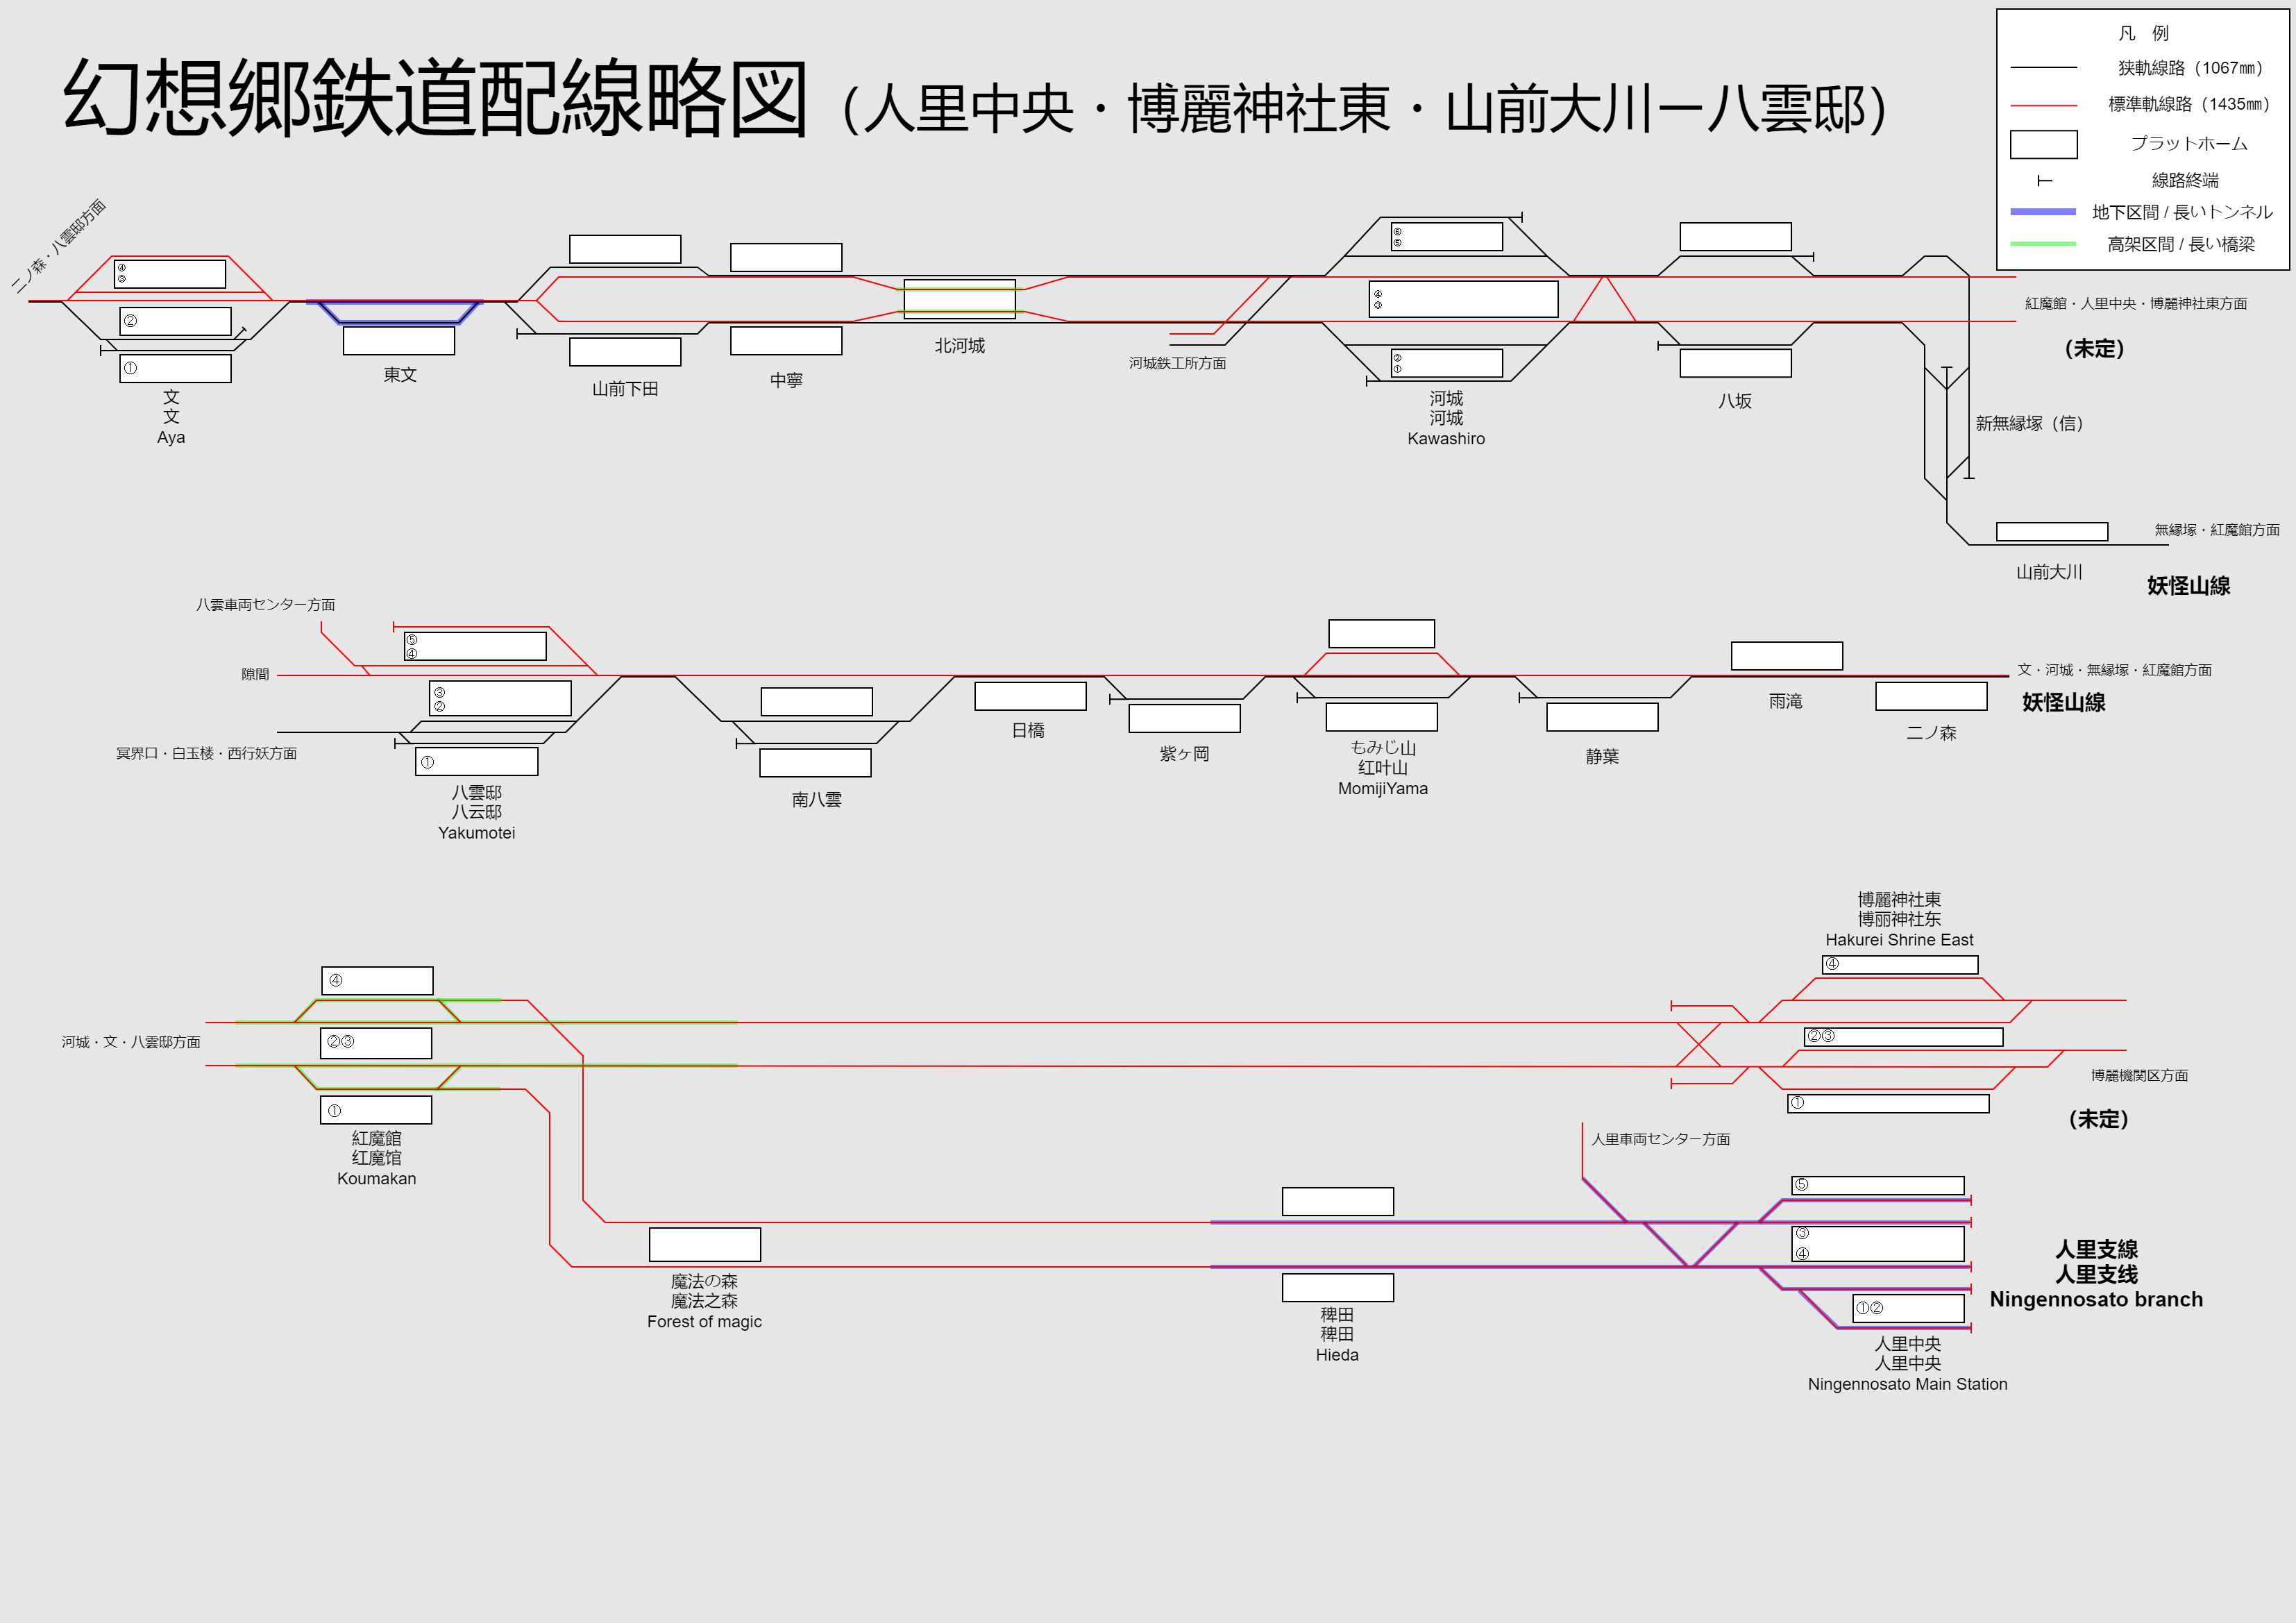 幻想郷鉄道配線略図（人里中央・博麗神社東・山前大川ー八雲邸）
凡　例
狭軌線路（1067㎜）
標準軌線路（1435㎜）
プラットホーム
線路終端
地下区間 / 長いトンネル
高架区間 / 長い橋梁
二ノ森・八雲邸方面
④
③
②
①
文
文
Aya
東文
山前下田
中寧
北河城
河城鉄工所方面
⑥
⑤
④
③
②
①
河城
河城
Kawashiro
八坂
紅魔館・人里中央・博麗神社東方面
（未定）
新無縁塚（信）
無縁塚・紅魔館方面
山前大川
妖怪山線
八雲車両センター方面
隙間
冥界口・白玉楼・西行妖方面
⑤
④
③
②
①
八雲邸
八云邸
Yakumotei
南八雲
日橋
紫ヶ岡
もみじ山
红叶山
MomijiYama
静葉
雨滝
二ノ森
文・河城・無縁塚・紅魔館方面
妖怪山線
河城・文・八雲邸方面
④
②③
①
紅魔館
红魔馆
Koumakan
博麗神社東
博丽神社东
Hakurei Shrine East
④
②③
①
博麗機関区方面
（未定）
魔法の森
魔法之森
Forest of magic
稗田
稗田
Hieda
人里車両センター方面
⑤
③
④
①②
人里中央
人里中央
Ningennosato Main Station
人里支線
人里支线
Ningennosato branch